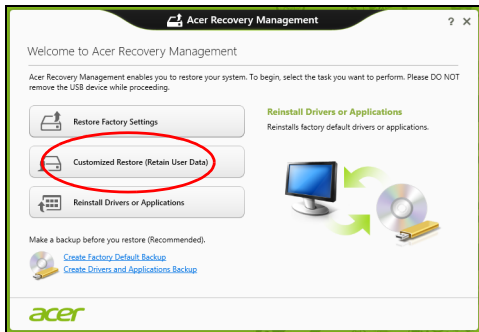 Acer Recovery Management
? ×
Welcome to Acer Recovery Management
Acer Recovery Management enables you to restore your system. To begin, select the task you want to perform. Please DO NOT
remove the USB device while proceeding.
Restore Factory Settings
Customized Restore (Retain User Data)
Reinstall Drivers or Applications
Reinstall Drivers or Applications
Reinstalls factory default drivers or applications.
Make a backup before you restore (Recommended).
Create Factory Default Backup
Create Drivers and Applications Backup
acer